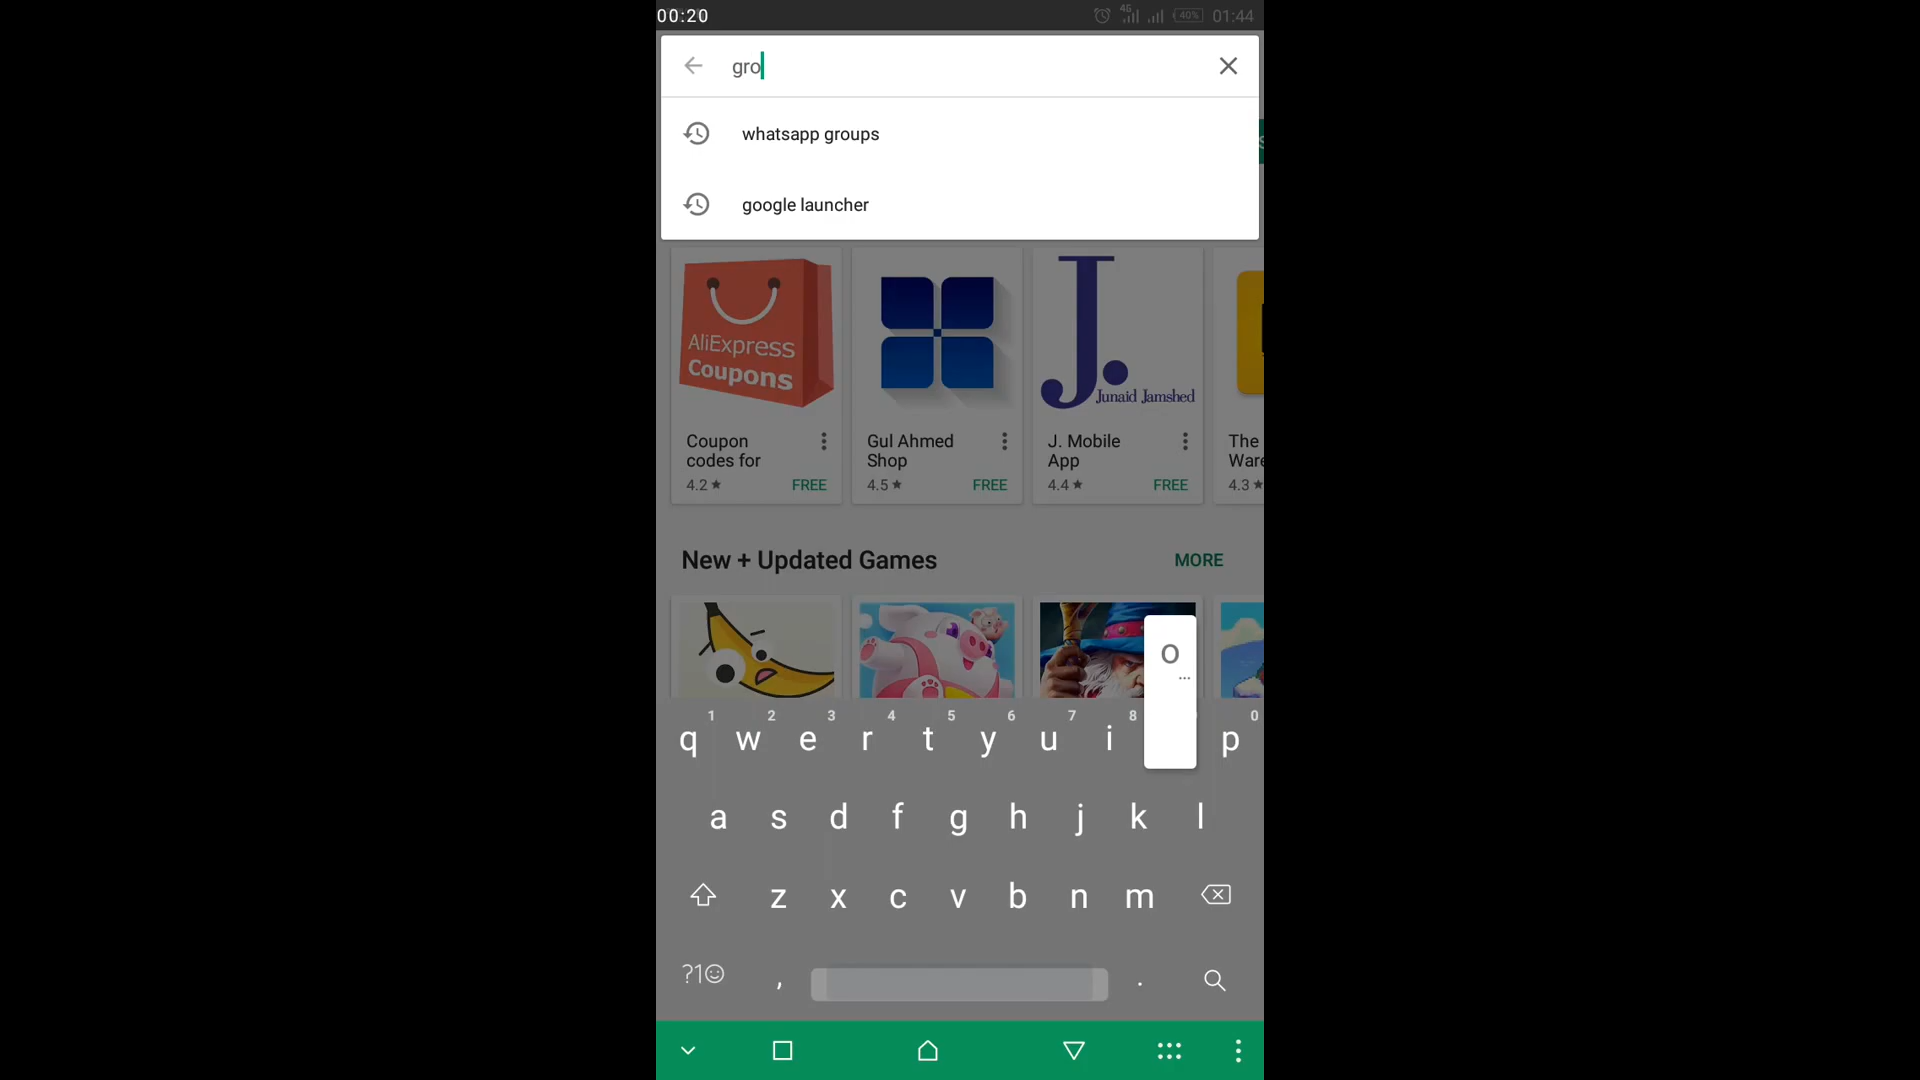 00:20
4G 40% 01:44
gro
whatsapp groups
google launcher
AliExpress
Coupons
J.
Junaid Jamshed
Coupon
codes for
4.2 FREE
Gul Ahmed
Shop
4.5 FREE
J. Mobile
App
4.4 FREE
The
Ware
4.3
New + Updated Games MORE
o
...
1 2 3 4 5 6 7 8 0
q w e r t y u i p
a s d f g h j k l
z x c v b n m
?1☺ , .